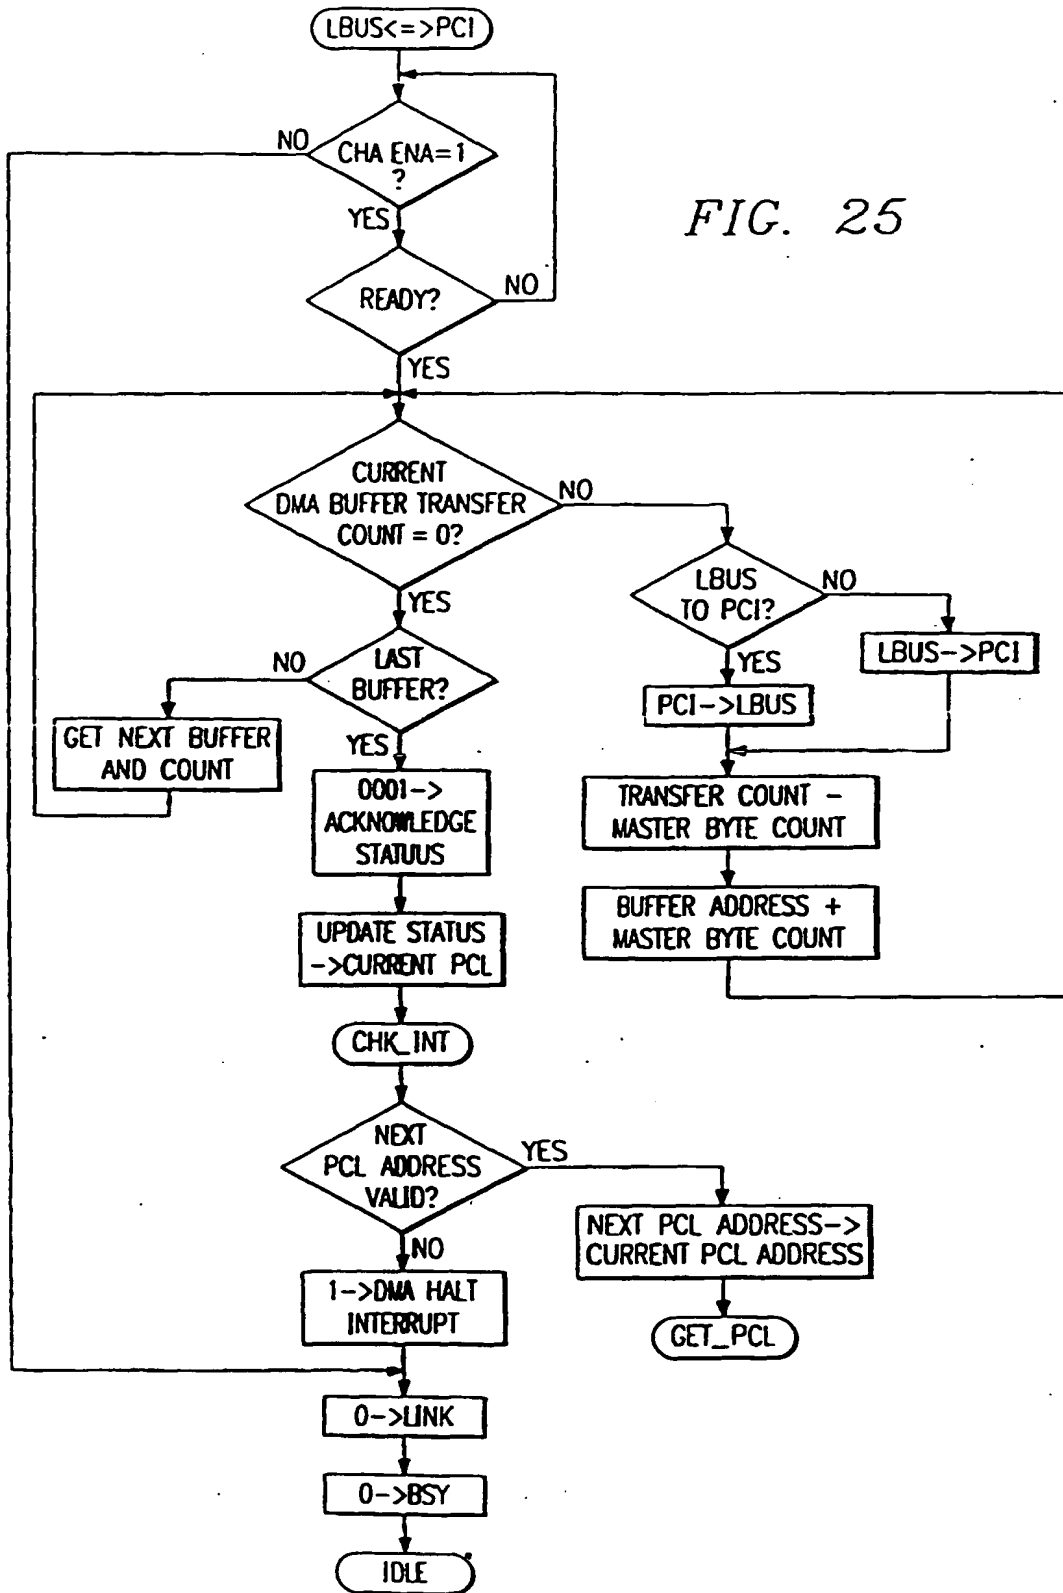 LBUS<=>PCI
NO
CHA ENA=1
?
YES
FIG. 25
READY?
NO
YES
CURRENT
DMA BUFFER TRANSFER
COUNT = 0?
NO
YES
LBUS
TO PCI?
NO
YES
LBUS->PCI
PCI->LBUS
NO
LAST
BUFFER?
YES
GET NEXT BUFFER
AND COUNT
0001->
ACKNOWLEDGE
STATUUS
TRANSFER COUNT -
MASTER BYTE COUNT
BUFFER ADDRESS +
MASTER BYTE COUNT
UPDATE STATUS
->CURRENT PCL
CHK_INT
NEXT
PCL ADDRESS
VALID?
YES
NO
NEXT PCL ADDRESS->
CURRENT PCL ADDRESS
GET_PCL
1->DMA HALT
INTERRUPT
0->LINK
0->BSY
IDLE